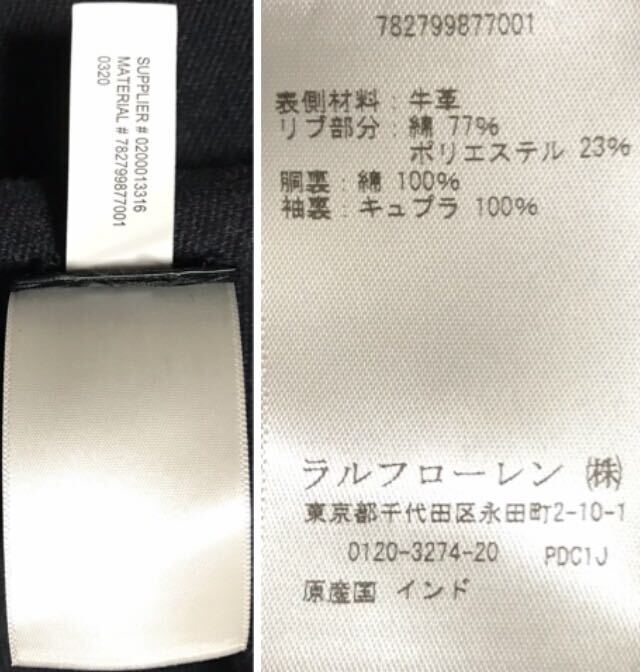 SUPPLIER # 0200013316
MATERIAL # 782799877001
0320
782799877001
表側材料：牛革
リブ部分：綿 77%
ポリエステル 23%
胴裏：綿 100%
袖裏：キュプラ 100%
ラルフローレン ㈱
東京都千代田区永田町2-10-1
0120-3274-20 PDC1J
原産国 インド